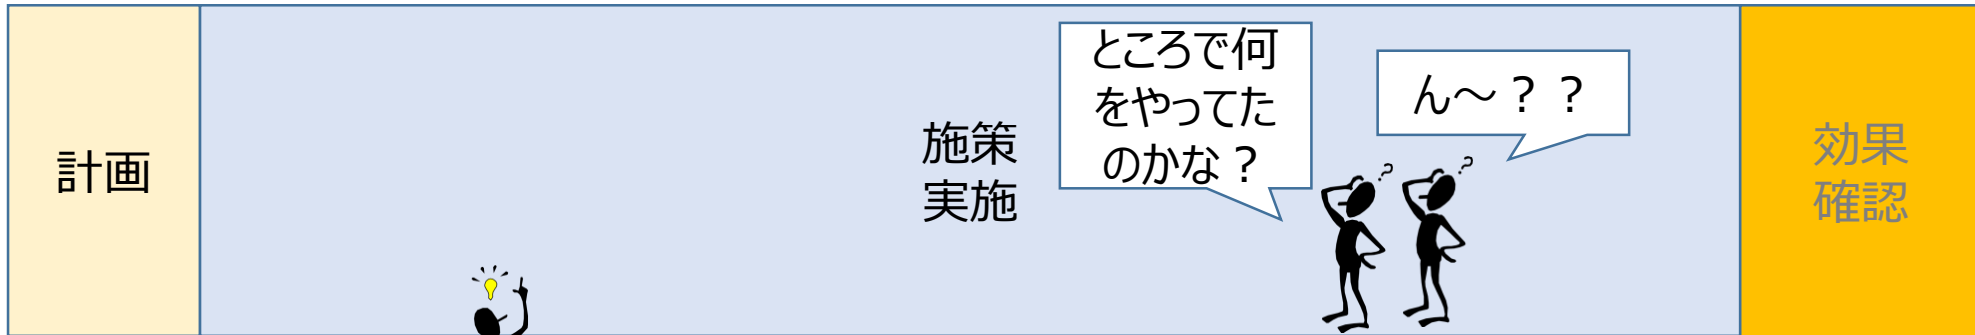 計画
施策
実施
ところで何
をやってた
のかな？
ん～？？
効果
確認